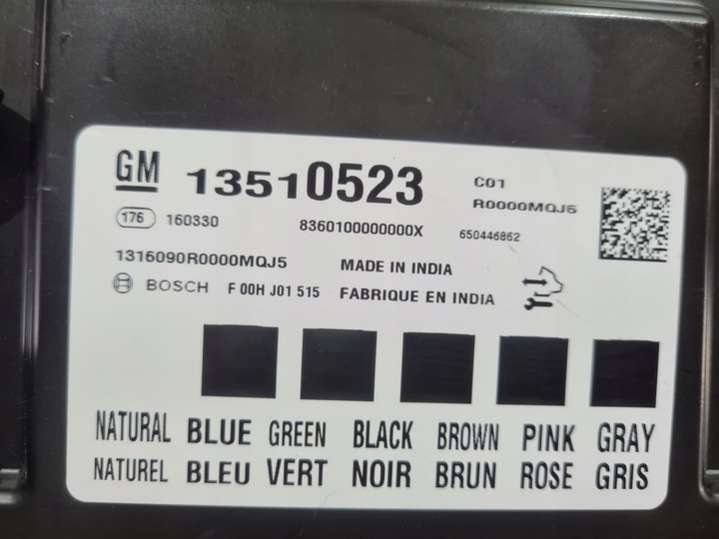 GM 13510523 C01
R0000MQJ5
176 160330 8360100000000X 650446862
1316090R0000MQJ5 MADE IN INDIA
BOSCH F 00H J01 515 FABRIQUE EN INDIA
NATURAL BLUE GREEN BLACK BROWN PINK GRAY
NATUREL BLEU VERT NOIR BRUN ROSE GRIS